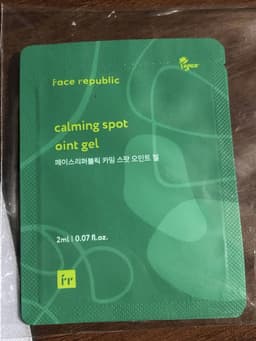 face republic
Vegan
calming spot
oint gel
페이스리퍼블릭 카밍 스팟 오인트 젤
2ml | 0.07 fl.oz.
fr